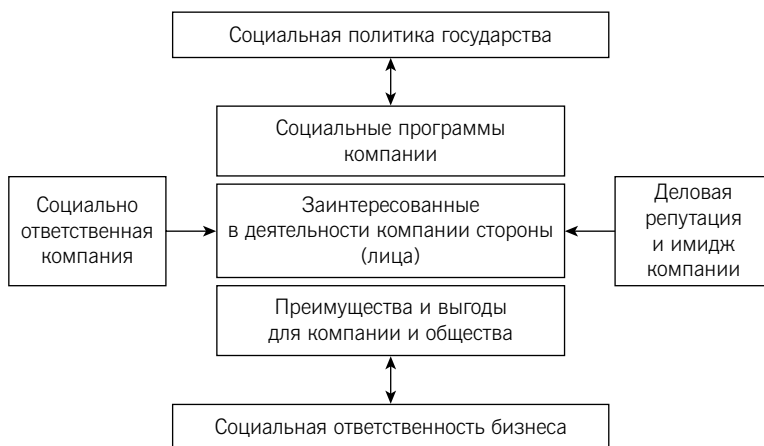 Социальная политика государства
Социальные программы
компании
Социально
ответственная
компания
Заинтересованные
в деятельности компании стороны
(лица)
Деловая
репутация
и имидж
компании
Преимущества и выгоды
для компании и общества
Социальная ответственность бизнеса